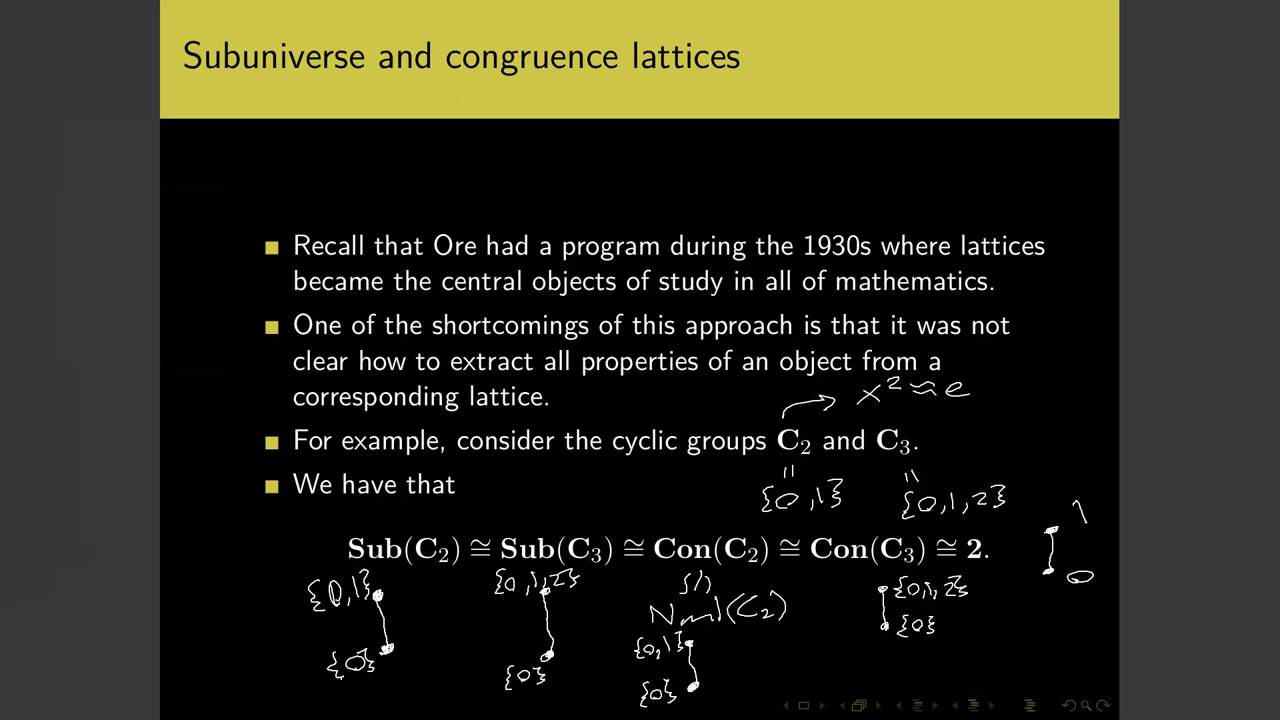 Subuniverse and congruence lattices
Recall that Ore had a program during the 1930s where lattices
became the central objects of study in all of mathematics.
One of the shortcomings of this approach is that it was not
clear how to extract all properties of an object from a
corresponding lattice.
x² ≈ e
For example, consider the cyclic groups C₂ and C₃.
We have that
{0,1}
{0,1,2}
Sub(C₂) ≅ Sub(C₃) ≅ Con(C₂) ≅ Con(C₃) ≅ 2.
1
0
{0,1}
{0}
{0,1,2}
{0}
Nml(C₂)
{0,1}
{0}
{0,1,2}
{0}